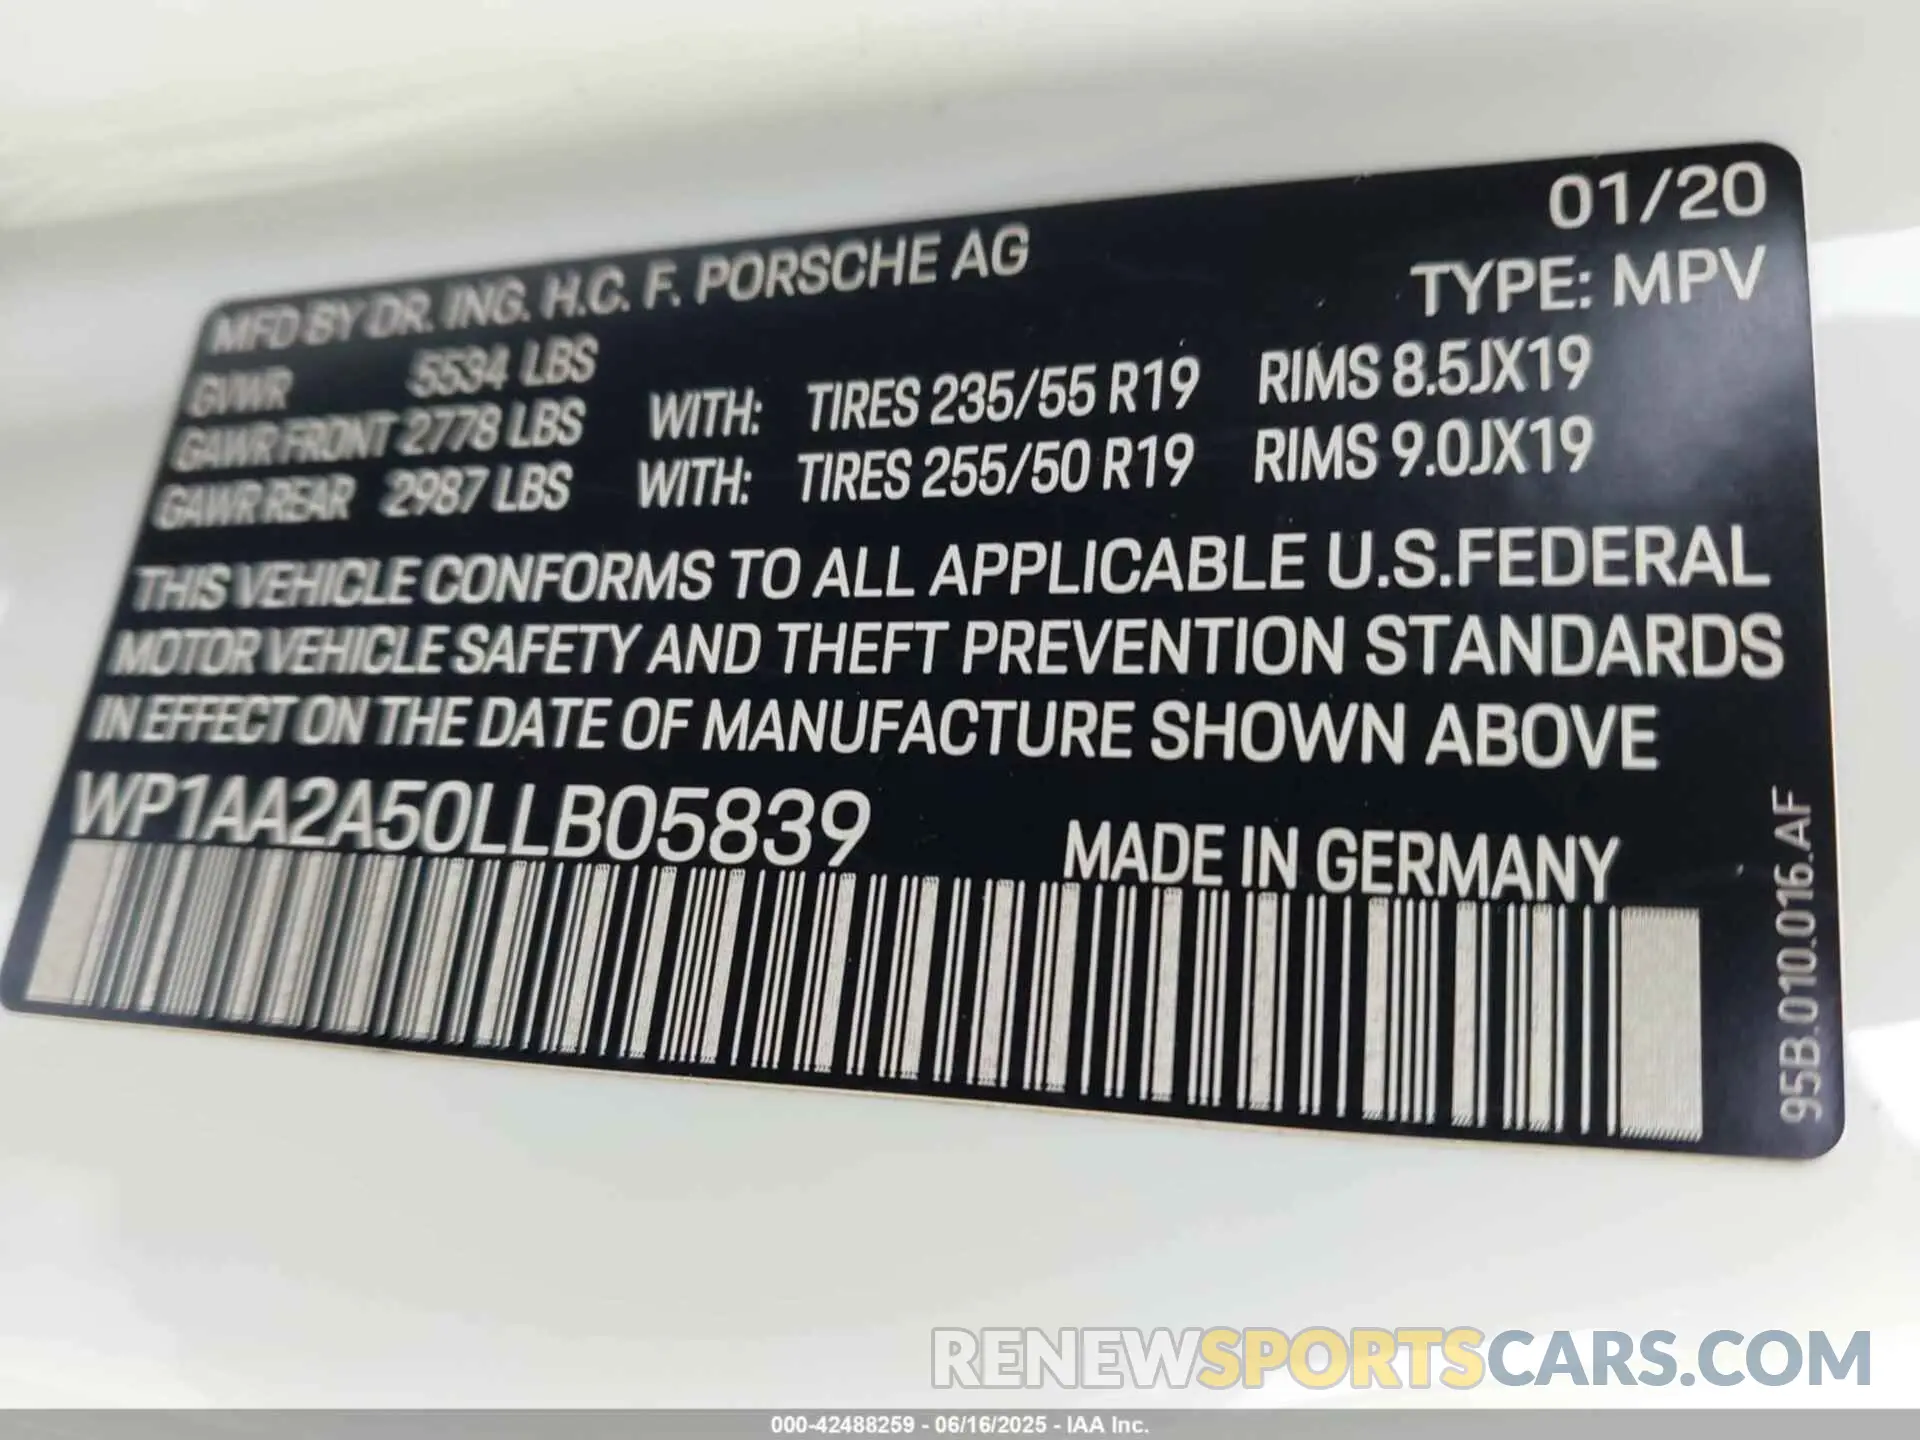 01/20
MFD BY DR. ING. H.C. F. PORSCHE AG
TYPE: MPV
GVWR 5534 LBS
GAWR FRONT 2778 LBS WITH: TIRES 235/55 R19 RIMS 8.5JX19
GAWR REAR 2987 LBS WITH: TIRES 255/50 R19 RIMS 9.0JX19
THIS VEHICLE CONFORMS TO ALL APPLICABLE U.S.FEDERAL
MOTOR VEHICLE SAFETY AND THEFT PREVENTION STANDARDS
IN EFFECT ON THE DATE OF MANUFACTURE SHOWN ABOVE
WP1AA2A50LLB05839
MADE IN GERMANY
95B.010.016.AF
RENEWSPORTSCARS.COM
000-42488259 - 06/16/2025 - IAA Inc.